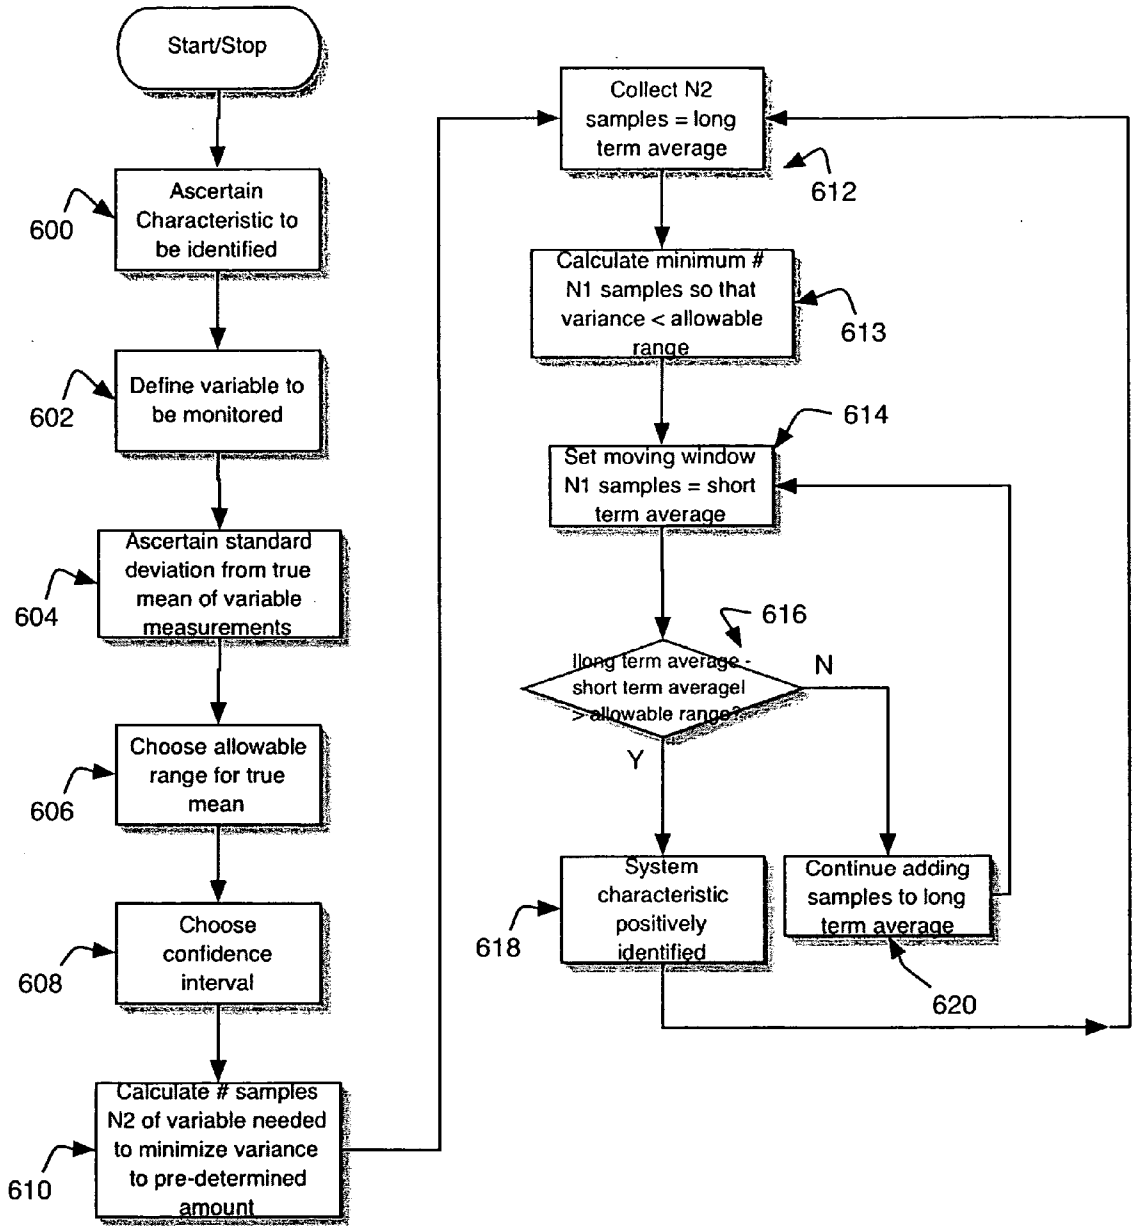 Start/Stop
Ascertain
Characteristic to
be identified
600
Define variable to
be monitored
602
Ascertain standard
deviation from true
mean of variable
measurements
604
Choose allowable
range for true
mean
606
Choose
confidence
interval
608
Calculate # samples
N2 of variable needed
to minimize variance
to pre-determined
amount
610
Collect N2
samples = long
term average
612
Calculate minimum #
N1 samples so that
variance < allowable
range
613
614
Set moving window
N1 samples = short
term average
616
|long term average -
short term average|
> allowable range?
N
Y
System
characteristic
positively
identified
618
Continue adding
samples to long
term average
620